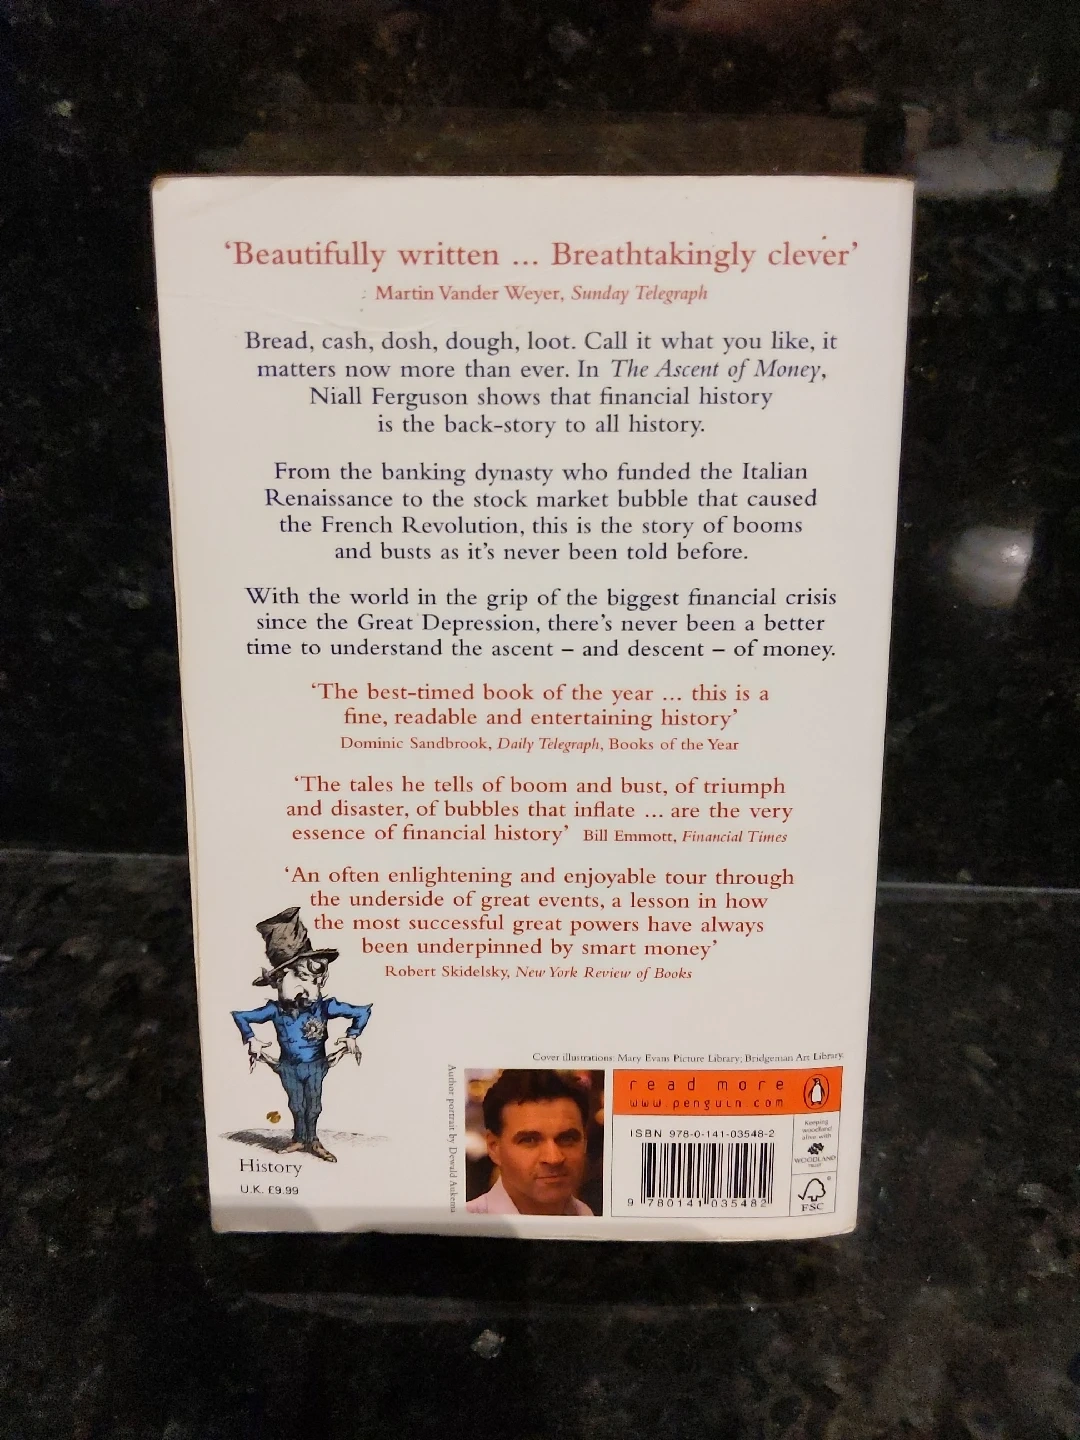 ‘Beautifully written ... Breathtakingly clever’
Martin Vander Weyer, Sunday Telegraph
Bread, cash, dosh, dough, loot. Call it what you like, it
matters now more than ever. In The Ascent of Money,
Niall Ferguson shows that financial history
is the back-story to all history.
From the banking dynasty who funded the Italian
Renaissance to the stock market bubble that caused
the French Revolution, this is the story of booms
and busts as it’s never been told before.
With the world in the grip of the biggest financial crisis
since the Great Depression, there’s never been a better
time to understand the ascent – and descent – of money.
‘The best-timed book of the year ... this is a
fine, readable and entertaining history’
Dominic Sandbrook, Daily Telegraph, Books of the Year
‘The tales he tells of boom and bust, of triumph
and disaster, of bubbles that inflate ... are the very
essence of financial history’ Bill Emmott, Financial Times
‘An often enlightening and enjoyable tour through
the underside of great events, a lesson in how
the most successful great powers have always
been underpinned by smart money’
Robert Skidelsky, New York Review of Books
Cover illustrations: Mary Evans Picture Library; Bridgeman Art Library.
Author portrait by Dewald Aukema
read more
www.penguin.com
ISBN 978-0-141-03548-2
9 780141 035482
Keeping
woodland
alive with
WOODLAND
TRUST
FSC
History
U.K. £9.99